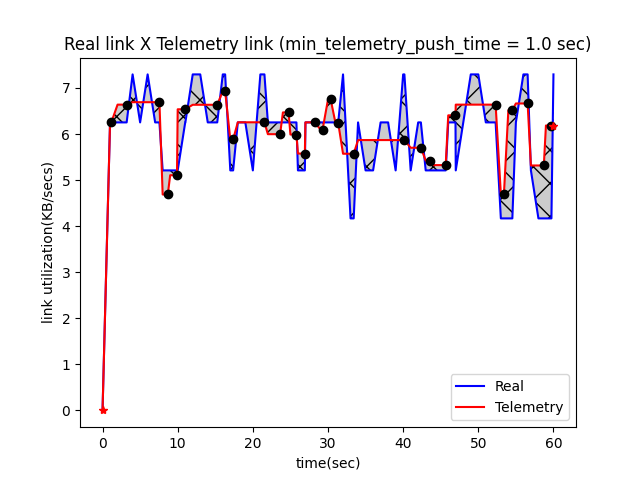 Real link X Telemetry link (min_telemetry_push_time = 1.0 sec)
link utilization(KB/secs)
7
6
5
4
3
2
1
0
0 10 20 30 40 50 60
time(sec)
Real
Telemetry